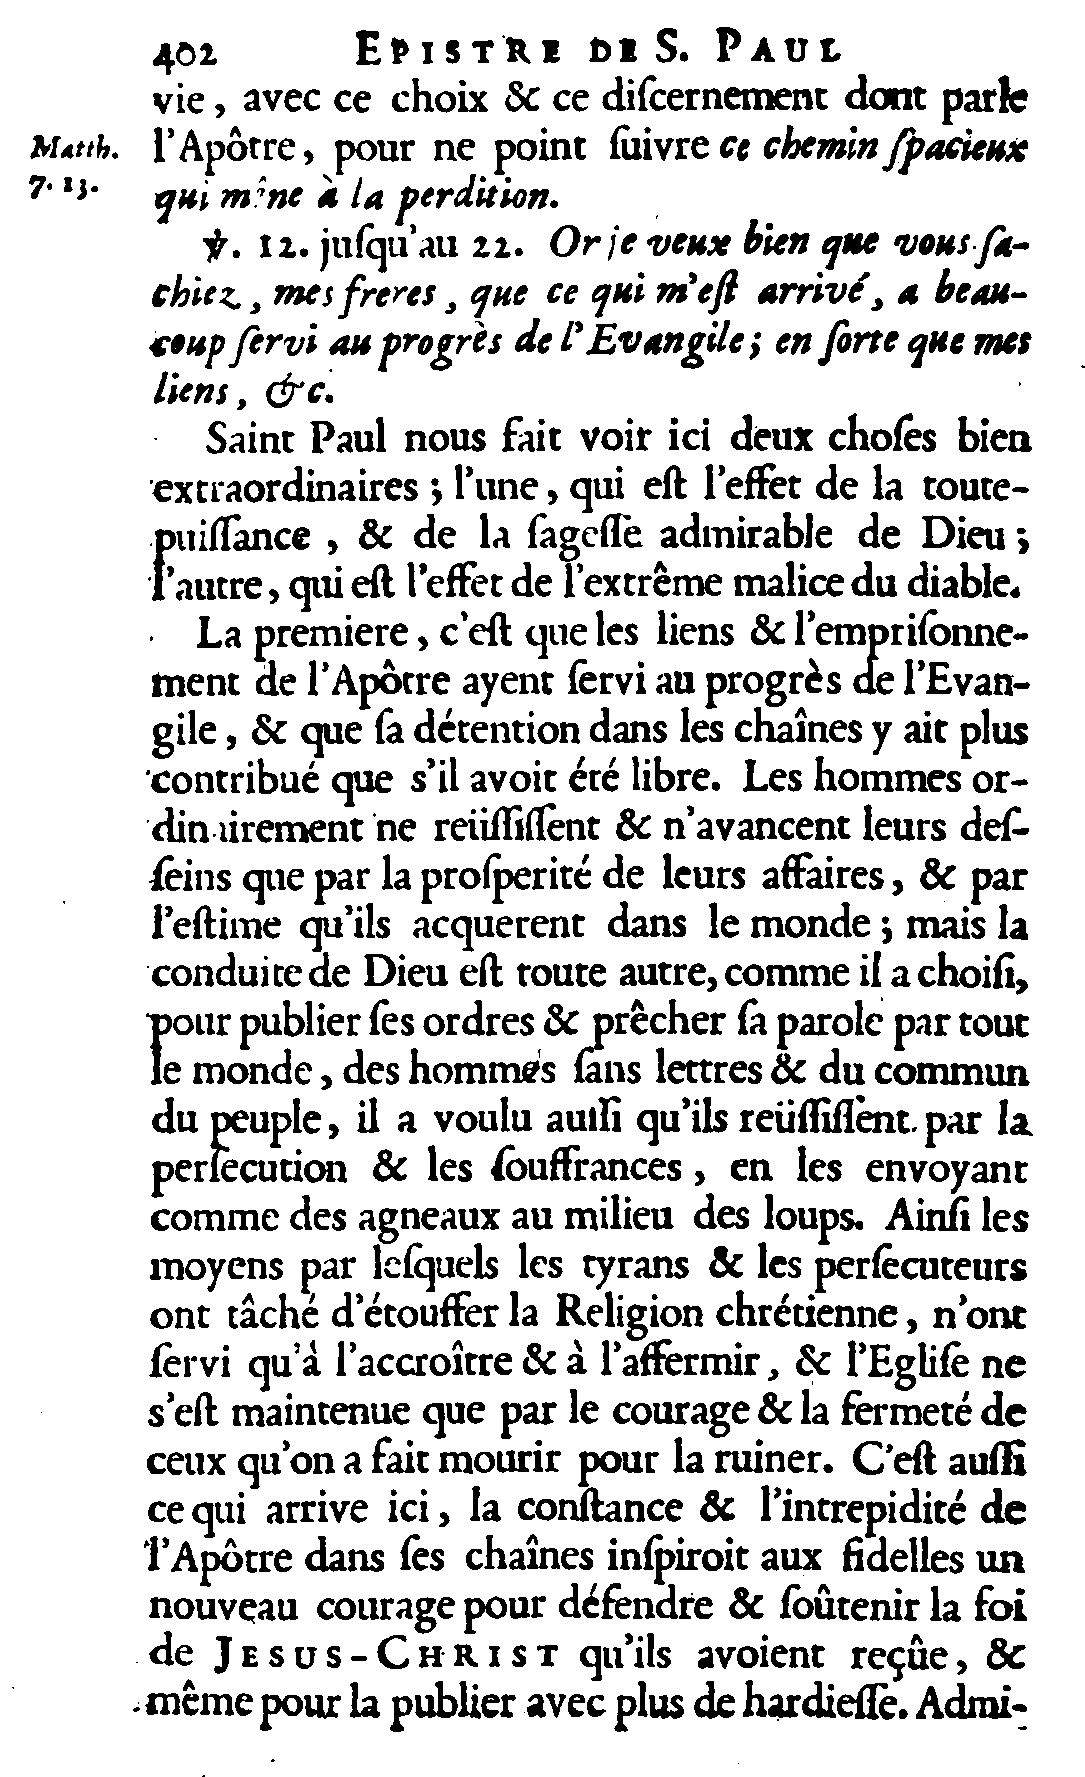 402 EPISTRE DE S. PAUL
vie, avec ce choix & ce diſcernement dont parle
Matth. 7. 13.
l'Apôtre, pour ne point ſuivre ce chemin ſpacieux
qui mene à la perdition.
℣. 12. juſqu'au 22. Or je veux bien que vous ſa-
chiez, mes freres, que ce qui m'eſt arrivé, a beau-
coup ſervi au progrès de l'Evangile; en ſorte que mes
liens, &c.
Saint Paul nous fait voir ici deux choſes bien
extraordinaires; l'une, qui eſt l'effet de la toute-
puiſſance, & de la ſageſſe admirable de Dieu;
l'autre, qui eſt l'effet de l'extrême malice du diable.
La premiere, c'eſt que les liens & l'empriſonne-
ment de l'Apôtre ayent ſervi au progrès de l'Evan-
gile, & que ſa détention dans les chaînes y ait plus
contribué que s'il avoit été libre. Les hommes or-
dinairement ne reüſſiſſent & n'avancent leurs deſ-
ſeins que par la proſperité de leurs affaires, & par
l'eſtime qu'ils acquerent dans le monde; mais la
conduite de Dieu eſt toute autre, comme il a choiſi,
pour publier ſes ordres & prêcher ſa parole par tout
le monde, des hommes ſans lettres & du commun
du peuple, il a voulu auſſi qu'ils reüſſiſſent par la
perſecution & les ſouffrances, en les envoyant
comme des agneaux au milieu des loups. Ainſi les
moyens par leſquels les tyrans & les perſecuteurs
ont tâché d'étouffer la Religion chrétienne, n'ont
ſervi qu'à l'accroître & à l'affermir, & l'Egliſe ne
s'eſt maintenue que par le courage & la fermeté de
ceux qu'on a fait mourir pour la ruiner. C'eſt auſſi
ce qui arrive ici, la conſtance & l'intrepidité de
l'Apôtre dans ſes chaînes inſpiroit aux fidelles un
nouveau courage pour défendre & ſoûtenir la foi
de JESUS-CHRIST qu'ils avoient reçûe, &
même pour la publier avec plus de hardieſſe. Admi-